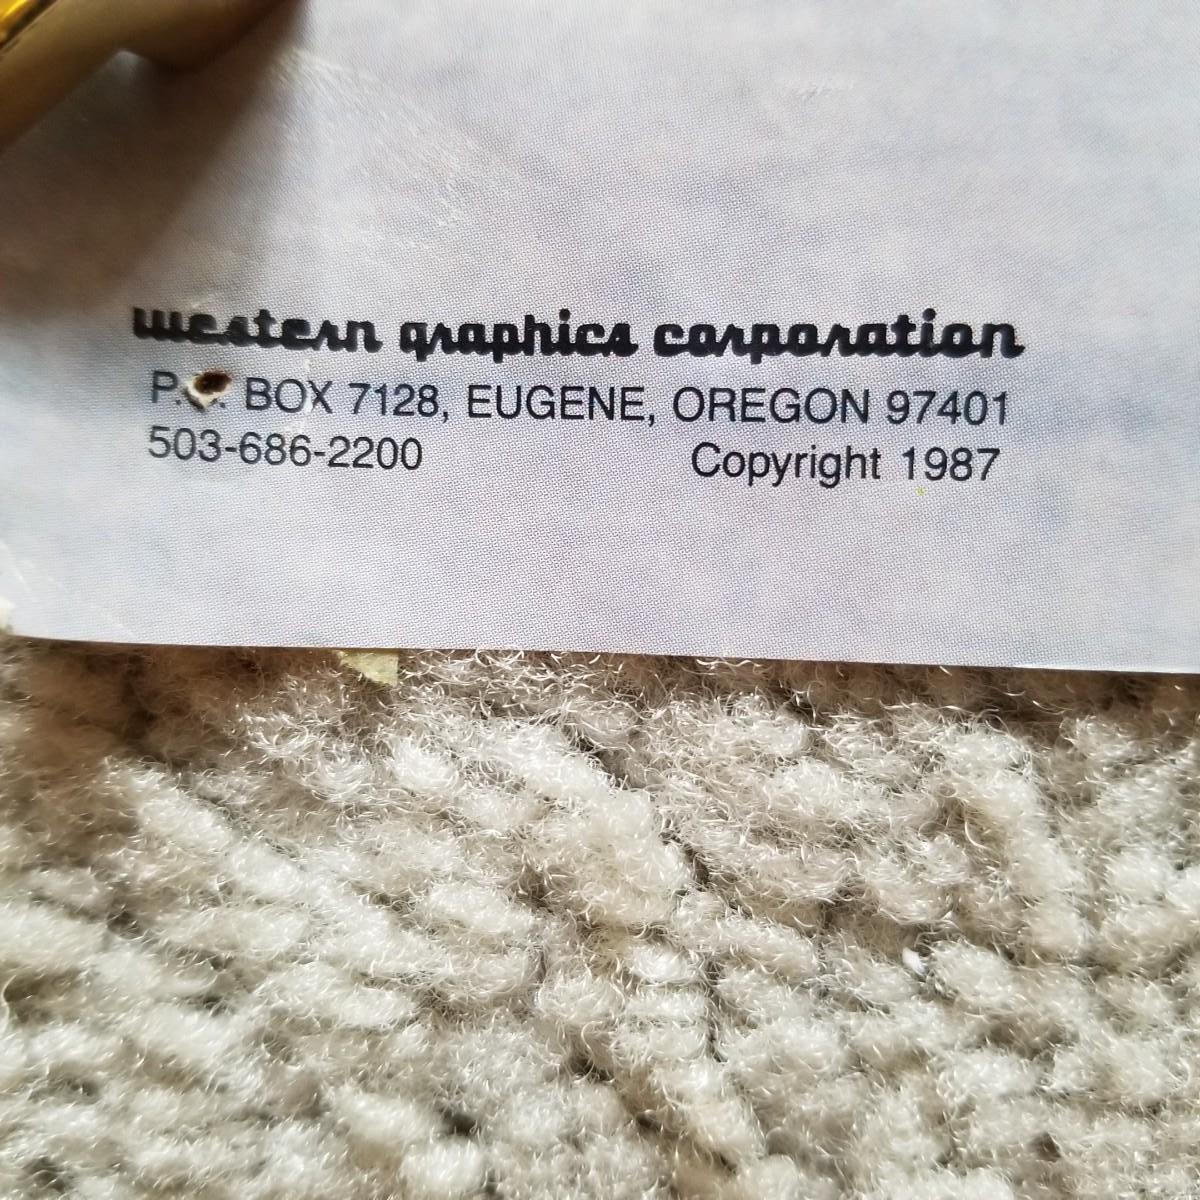 western graphics corporation
P. BOX 7128, EUGENE, OREGON 97401
503-686-2200 Copyright 1987